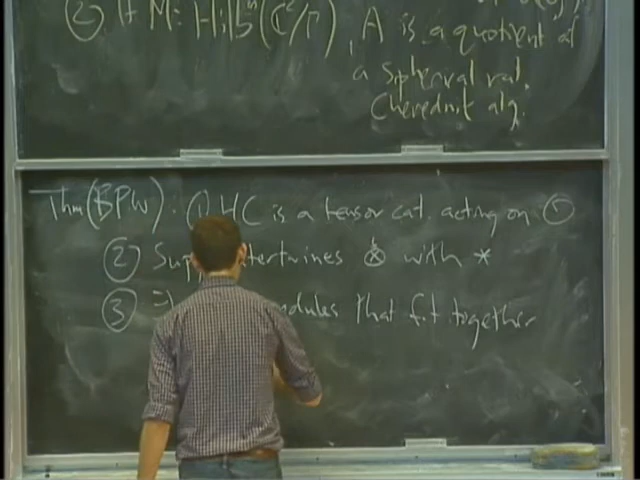 ② If M = Hilb^n(ℂ²/Γ), A is a quotient of
a spherical rat.
Cherednik alg.
Thm (BPW): ① HC is a tensor cat. acting on O
② Sup intertwines ⊗ with *
③ ∃ modules that fit together